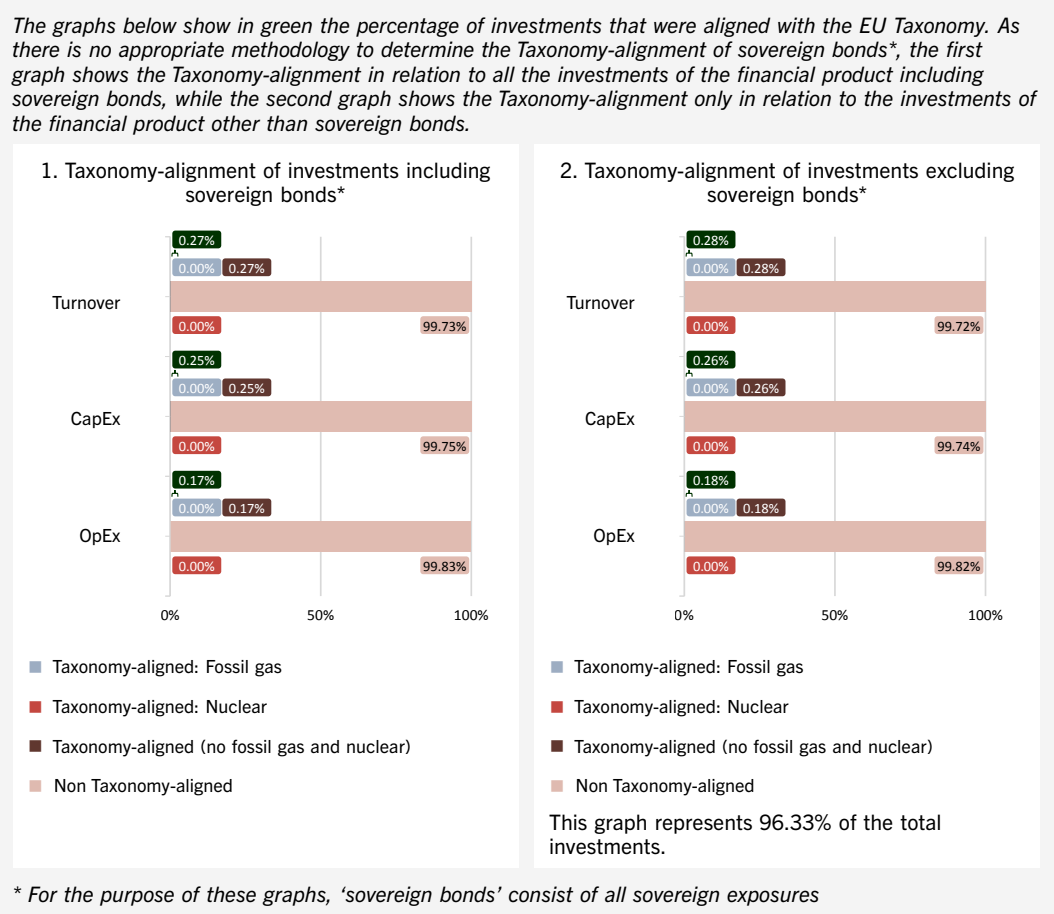 The graphs below show in green the percentage of investments that were aligned with the EU Taxonomy. As
there is no appropriate methodology to determine the Taxonomy-alignment of sovereign bonds*, the first
graph shows the Taxonomy-alignment in relation to all the investments of the financial product including
sovereign bonds, while the second graph shows the Taxonomy-alignment only in relation to the investments of
the financial product other than sovereign bonds.
1. Taxonomy-alignment of investments including
sovereign bonds*
0.27%
0.00% 0.27%
Turnover
0.00% 99.73%
0.25%
0.00% 0.25%
CapEx
0.00% 99.75%
0.17%
0.00% 0.17%
OpEx
0.00% 99.83%
0% 50% 100%
Taxonomy-aligned: Fossil gas
Taxonomy-aligned: Nuclear
Taxonomy-aligned (no fossil gas and nuclear)
Non Taxonomy-aligned
2. Taxonomy-alignment of investments excluding
sovereign bonds*
0.28%
0.00% 0.28%
Turnover
0.00% 99.72%
0.26%
0.00% 0.26%
CapEx
0.00% 99.74%
0.18%
0.00% 0.18%
OpEx
0.00% 99.82%
0% 50% 100%
Taxonomy-aligned: Fossil gas
Taxonomy-aligned: Nuclear
Taxonomy-aligned (no fossil gas and nuclear)
Non Taxonomy-aligned
This graph represents 96.33% of the total
investments.
* For the purpose of these graphs, ‘sovereign bonds’ consist of all sovereign exposures